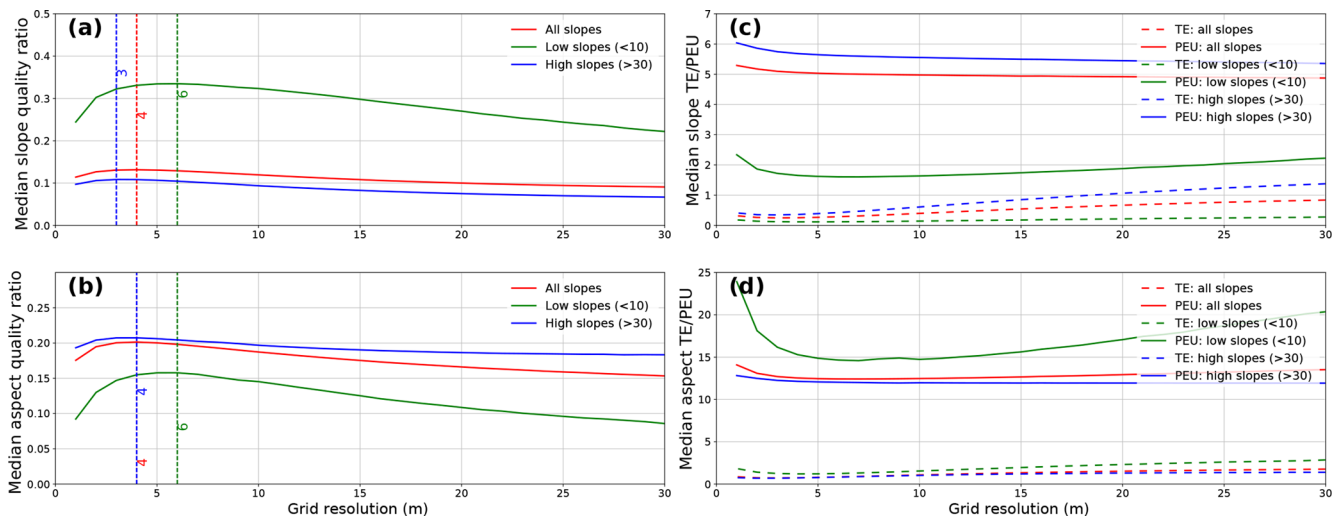 (a)
Median slope quality ratio
0.5
0.4
0.3
0.2
0.1
0.0
0
5
10
15
20
25
30
3
4
6
All slopes
Low slopes (<10)
High slopes (>30)
(c)
Median slope TE/PEU
7
6
5
4
3
2
1
0
0
5
10
15
20
25
30
TE: all slopes
PEU: all slopes
TE: low slopes (<10)
PEU: low slopes (<10)
TE: high slopes (>30)
PEU: high slopes (>30)
(b)
Median aspect quality ratio
0.25
0.20
0.15
0.10
0.05
0.00
0
5
10
15
20
25
30
Grid resolution (m)
4
4
6
All slopes
Low slopes (<10)
High slopes (>30)
(d)
Median aspect TE/PEU
25
20
15
10
5
0
0
5
10
15
20
25
30
Grid resolution (m)
TE: all slopes
PEU: all slopes
TE: low slopes (<10)
PEU: low slopes (<10)
TE: high slopes (>30)
PEU: high slopes (>30)